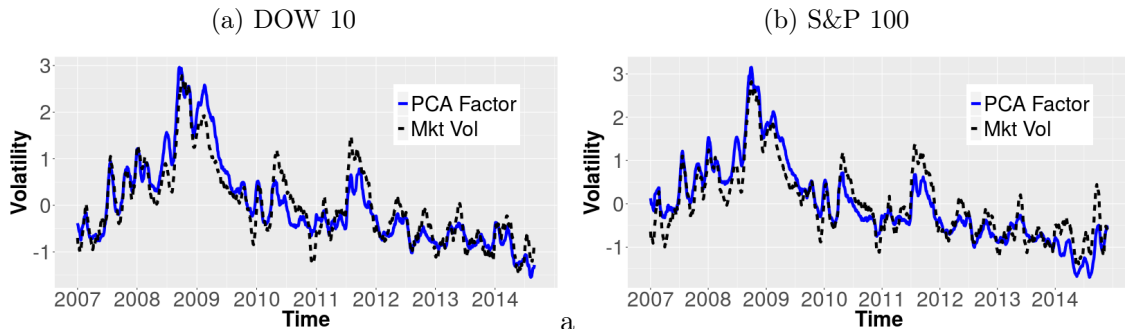 (a) DOW 10
Volatility
3
2
1
0
-1
PCA Factor
Mkt Vol
2007 2008 2009 2010 2011 2012 2013 2014
Time
a
(b) S&P 100
Volatility
3
2
1
0
-1
PCA Factor
Mkt Vol
2007 2008 2009 2010 2011 2012 2013 2014
Time